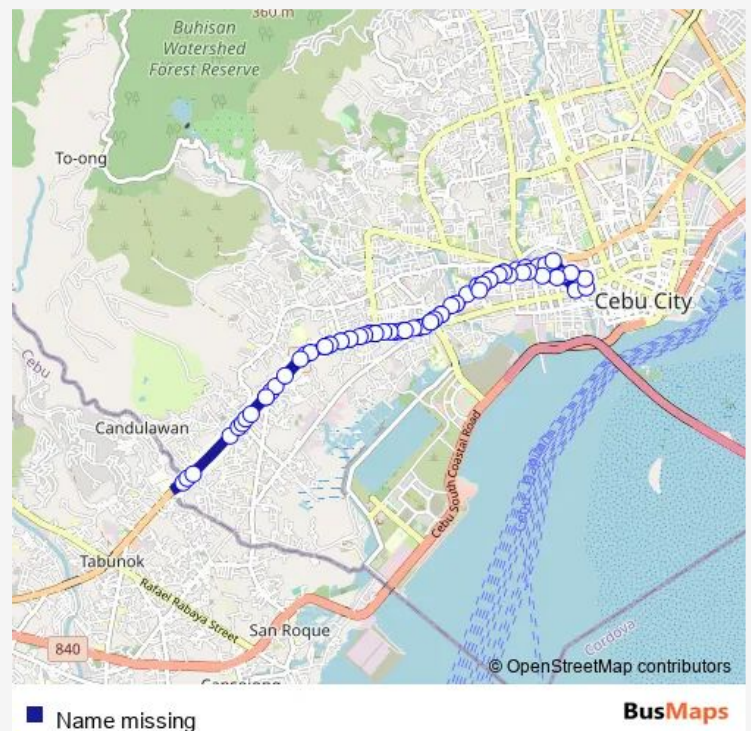 360 m
Buhisan
Watershed
Forest Reserve
To-ong
Cebu City
Cebu
Candulawan
Cebu South Coastal Road
Tabunok
Rafael Rabaya Street
San Roque
840
Cordova
© OpenStreetMap contributors
Name missing
BusMaps